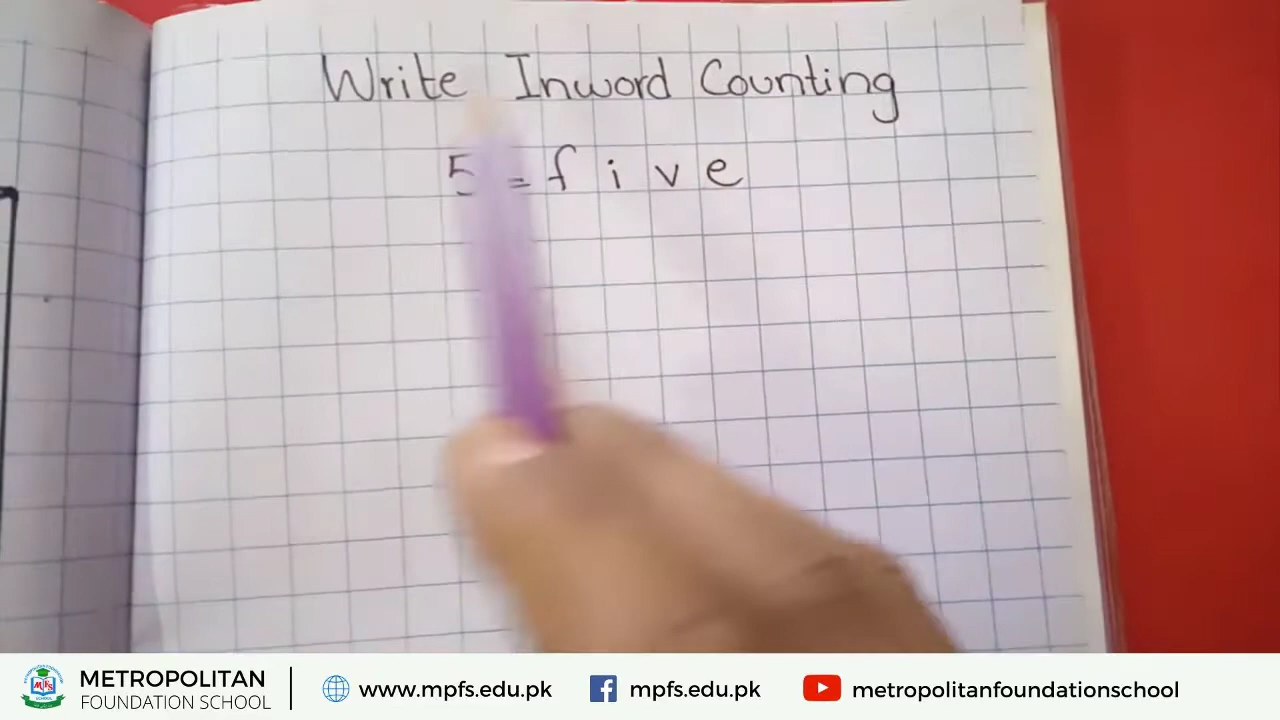 Write Inword Counting
5 = f i v e
METROPOLITAN
FOUNDATION SCHOOL
www.mpfs.edu.pk
mpfs.edu.pk
metropolitanfoundationschool